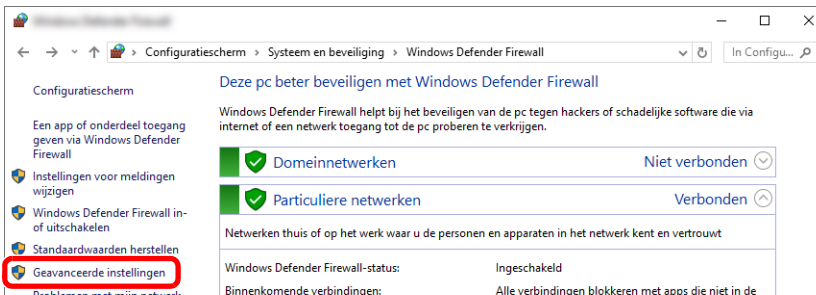 Configuratiescherm > Systeem en beveiliging > Windows Defender Firewall
In Configu...
Configuratiescherm
Een app of onderdeel toegang
geven via Windows Defender
Firewall
Instellingen voor meldingen
wijzigen
Windows Defender Firewall in-
of uitschakelen
Standaardwaarden herstellen
Geavanceerde instellingen
Problemen met mijn netwerk
Deze pc beter beveiligen met Windows Defender Firewall
Windows Defender Firewall helpt bij het beveiligen van de pc tegen hackers of schadelijke software die via
internet of een netwerk toegang tot de pc proberen te verkrijgen.
Domeinnetwerken Niet verbonden
Particuliere netwerken Verbonden
Netwerken thuis of op het werk waar u de personen en apparaten in het netwerk kent en vertrouwt
Windows Defender Firewall-status: Ingeschakeld
Binnenkomende verbindingen: Alle verbindingen blokkeren met apps die niet in de